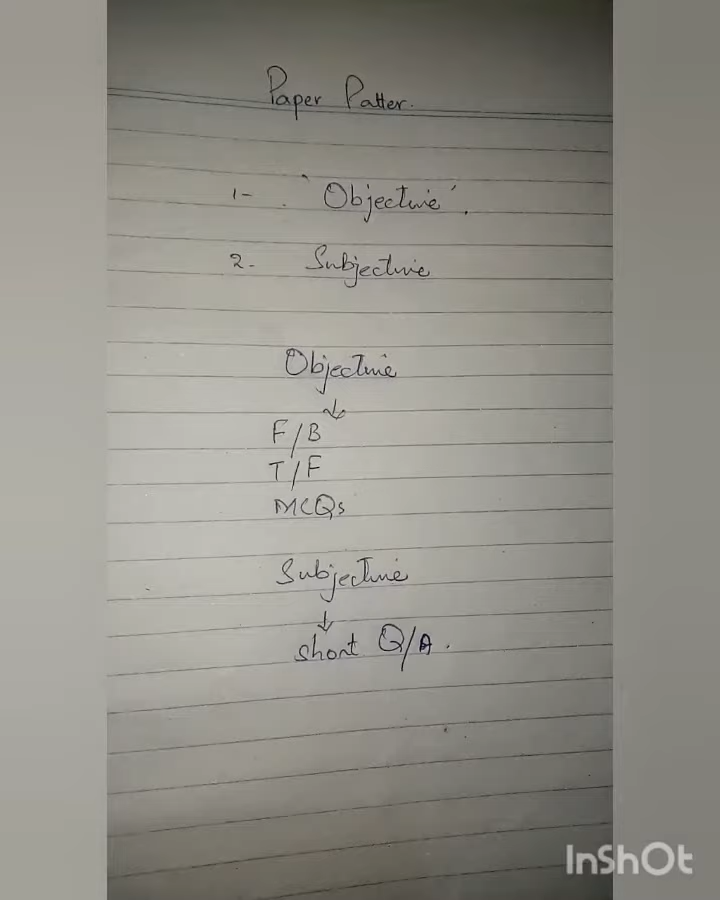 Paper Patter.
1- . "Objective".
2- Subjective
Objective
↓
F/B
T/F
MCQs
Subjective
↓
short Q/A.
InShOt